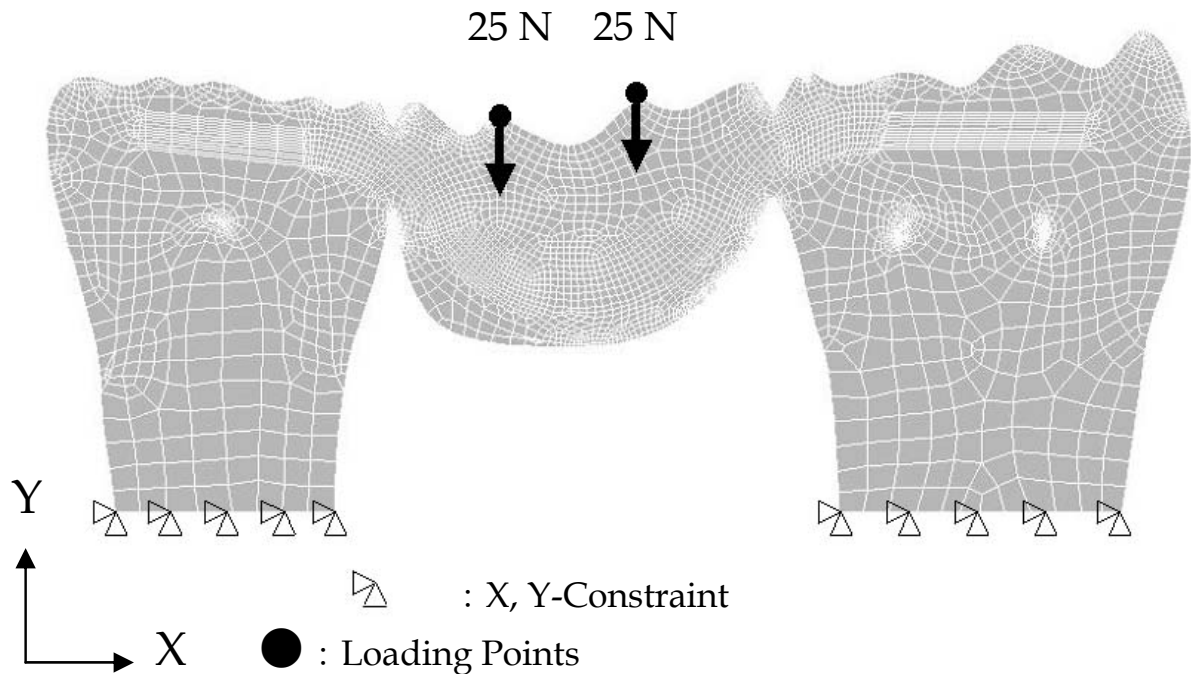 25 N 25 N
Y
: X, Y-Constraint
X
: Loading Points